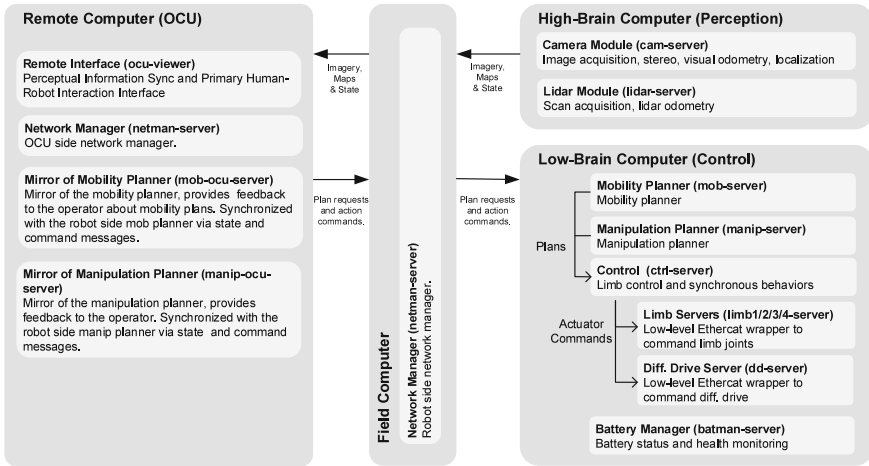 Remote Computer (OCU)
Remote Interface (ocu-viewer)
Perceptual Information Sync and Primary Human-
Robot Interaction Interface
Network Manager (netman-server)
OCU side network manager.
Mirror of Mobility Planner (mob-ocu-server)
Mirror of the mobility planner, provides feedback
to the operator about mobility plans. Synchronized
with the robot side mob planner via state and
command messages.
Mirror of Manipulation Planner (manip-ocu-
server)
Mirror of the manipulation planner, provides
feedback to the operator. Synchronized with the
robot side manip planner via state and command
messages.
Imagery,
Maps
& State
Plan requests
and action
commands.
Field Computer
Network Manager (netman-server)
Robot side network manager.
Imagery,
Maps
& State
Plan requests
and action
commands.
High-Brain Computer (Perception)
Camera Module (cam-server)
Image acquisition, stereo, visual odometry, localization
Lidar Module (lidar-server)
Scan acquisition, lidar odometry
Low-Brain Computer (Control)
Mobility Planner (mob-server)
Mobility planner
Manipulation Planner (manip-server)
Manipulation planner
Plans
Control (ctrl-server)
Limb control and synchronous behaviors
Actuator
Commands
Limb Servers (limb1/2/3/4-server)
Low-level Ethercat wrapper to
command limb joints
Diff. Drive Server (dd-server)
Low-level Ethercat wrapper to
command diff. drive
Battery Manager (batman-server)
Battery status and health monitoring